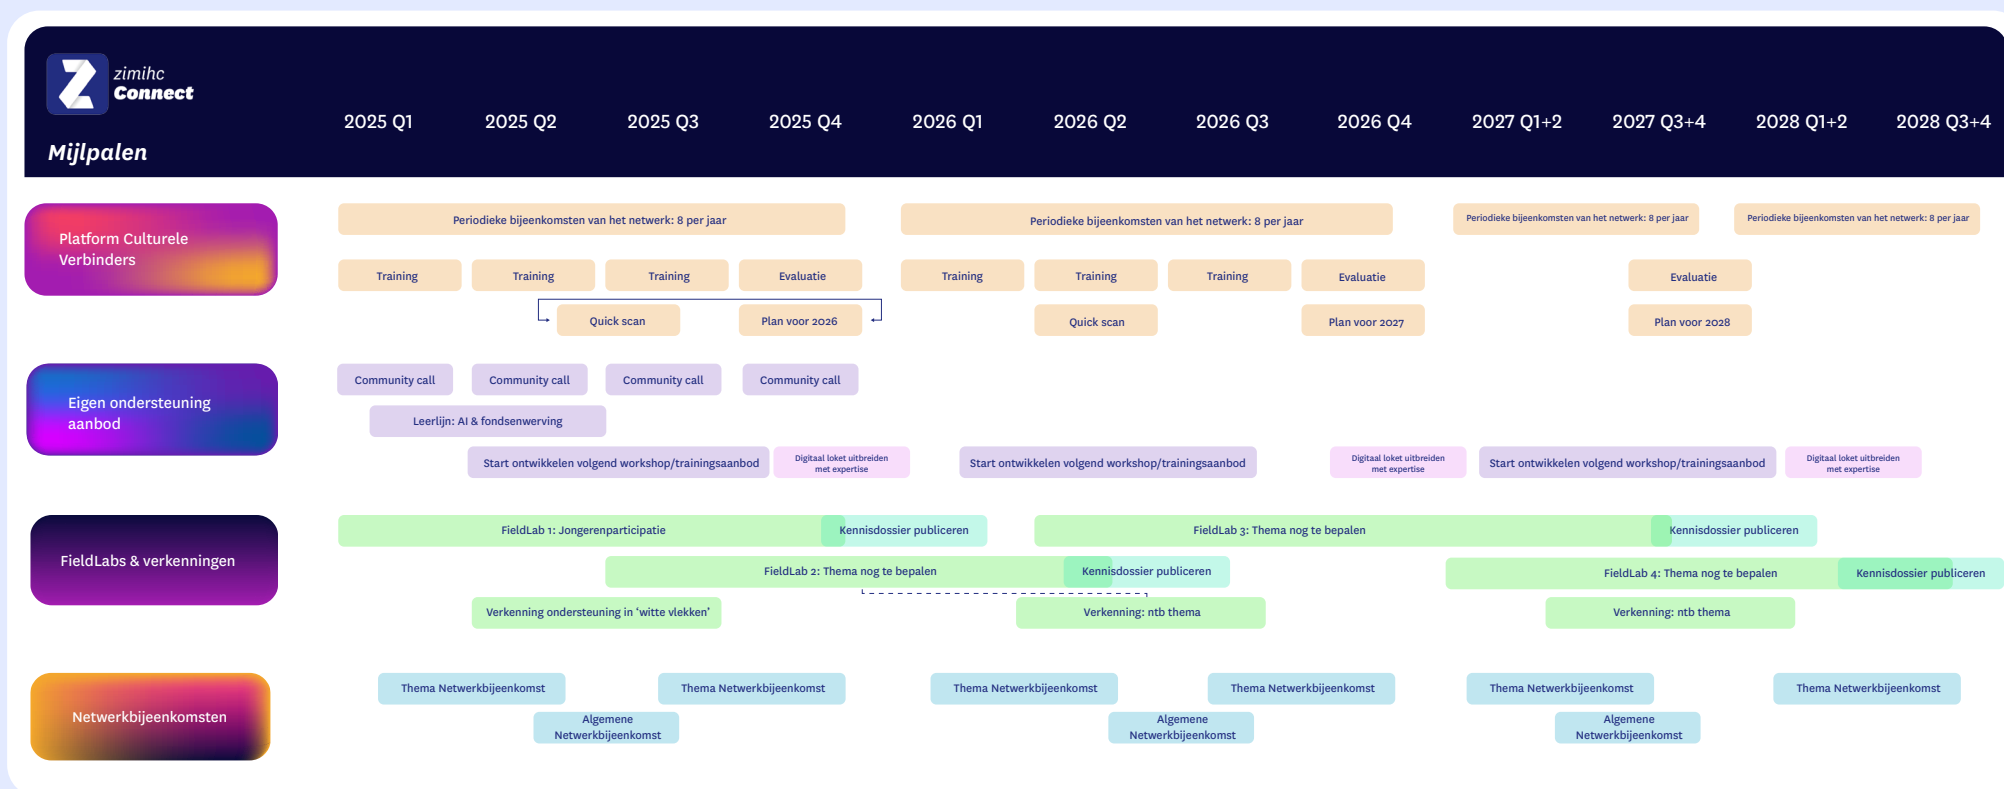 zimihc
Connect
Mijlpalen
2025 Q1 2025 Q2 2025 Q3 2025 Q4 2026 Q1 2026 Q2 2026 Q3 2026 Q4 2027 Q1+2 2027 Q3+4 2028 Q1+2 2028 Q3+4
Platform Culturele
Verbinders
Periodieke bijeenkomsten van het netwerk: 8 per jaar Periodieke bijeenkomsten van het netwerk: 8 per jaar Periodieke bijeenkomsten van het netwerk: 8 per jaar Periodieke bijeenkomsten van het netwerk: 8 per jaar
Training Training Training Evaluatie Training Training Training Evaluatie Evaluatie
Quick scan Plan voor 2026 Quick scan Plan voor 2027 Plan voor 2028
Eigen ondersteuning
aanbod
Community call Community call Community call Community call
Leerlijn: AI & fondsenwerving
Start ontwikkelen volgend workshop/trainingsaanbod
Digitaal loket uitbreiden
met expertise
Start ontwikkelen volgend workshop/trainingsaanbod
Digitaal loket uitbreiden
met expertise
Start ontwikkelen volgend workshop/trainingsaanbod
Digitaal loket uitbreiden
met expertise
FieldLabs & verkenningen
FieldLab 1: Jongerenparticipatie Kennisdossier publiceren FieldLab 3: Thema nog te bepalen Kennisdossier publiceren
FieldLab 2: Thema nog te bepalen Kennisdossier publiceren FieldLab 4: Thema nog te bepalen Kennisdossier publiceren
Verkenning ondersteuning in ‘witte vlekken’ Verkenning: ntb thema Verkenning: ntb thema
Netwerkbijeenkomsten
Thema Netwerkbijeenkomst Thema Netwerkbijeenkomst Thema Netwerkbijeenkomst Thema Netwerkbijeenkomst Thema Netwerkbijeenkomst Thema Netwerkbijeenkomst
Algemene
Netwerkbijeenkomst
Algemene
Netwerkbijeenkomst
Algemene
Netwerkbijeenkomst